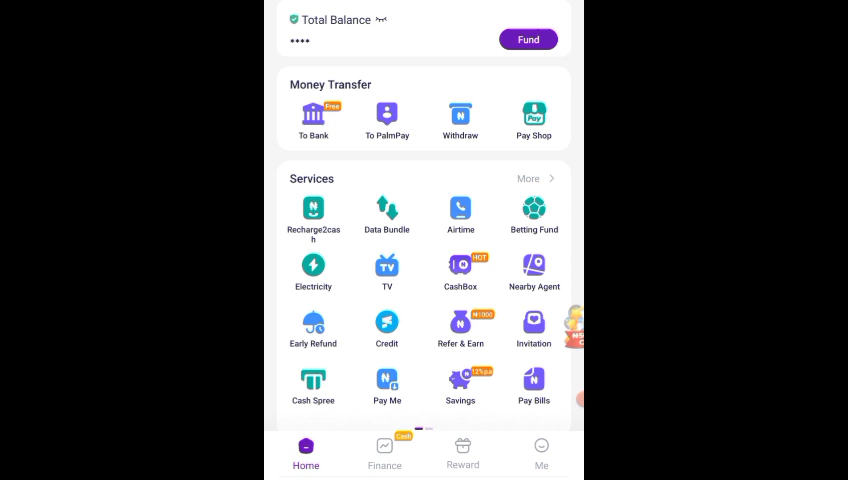 Total Balance
****
Fund
Money Transfer
Free
To Bank
To PalmPay
Withdraw
Pay
Pay Shop
Services
More
Recharge2cas
h
Data Bundle
Airtime
Betting Fund
TV
HOT
Electricity
TV
CashBox
Nearby Agent
₦1000
Early Refund
Credit
Refer & Earn
Invitation
12%p.a
Cash Spree
Pay Me
Savings
Pay Bills
Cash
Home
Finance
Reward
Me